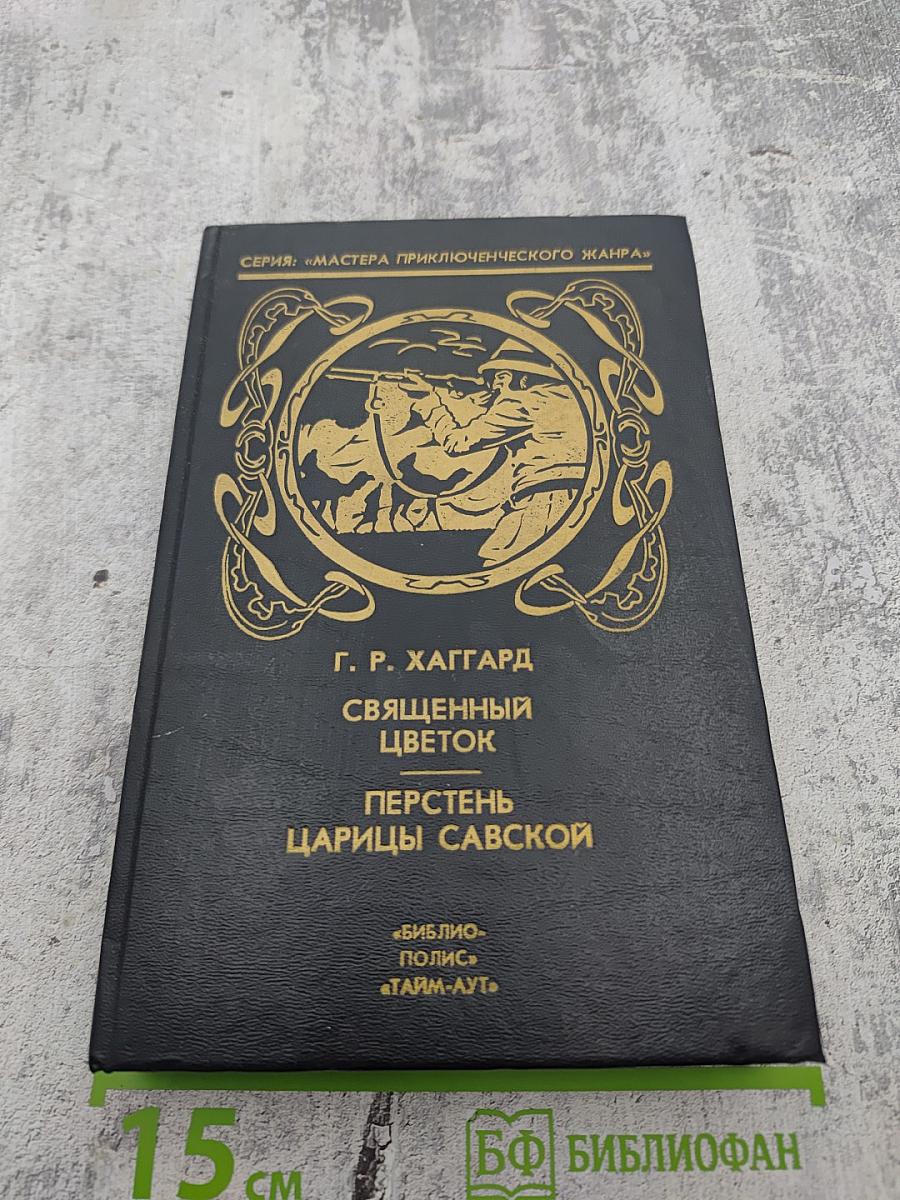 СЕРИЯ: «МАСТЕРА ПРИКЛЮЧЕНЧЕСКОГО ЖАНРА»
Г. Р. ХАГГАРД
СВЯЩЕННЫЙ
ЦВЕТОК
ПЕРСТЕНЬ
ЦАРИЦЫ САВСКОЙ
«БИБЛИО-
ПОЛИС»
«ТАЙМ-АУТ»
15 СМ
БФ БИБЛИОФАН